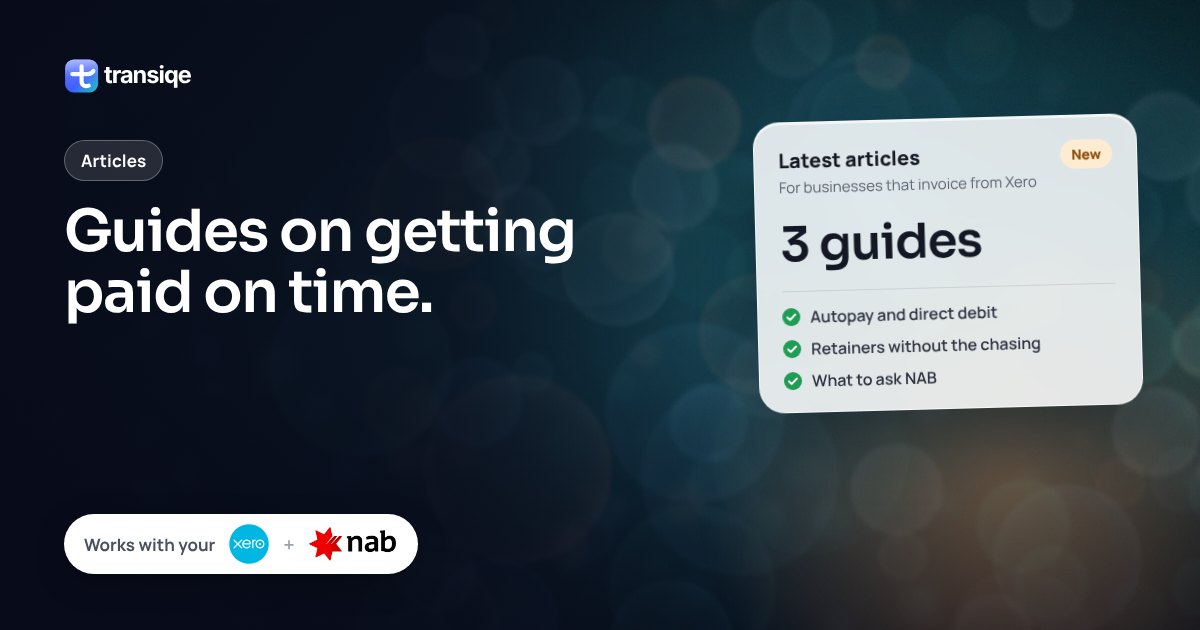 transiqe
Articles
Guides on getting
paid on time.
Latest articles
New
For businesses that invoice from Xero
3 guides
Autopay and direct debit
Retainers without the chasing
What to ask NAB
Works with your
xero
+
nab